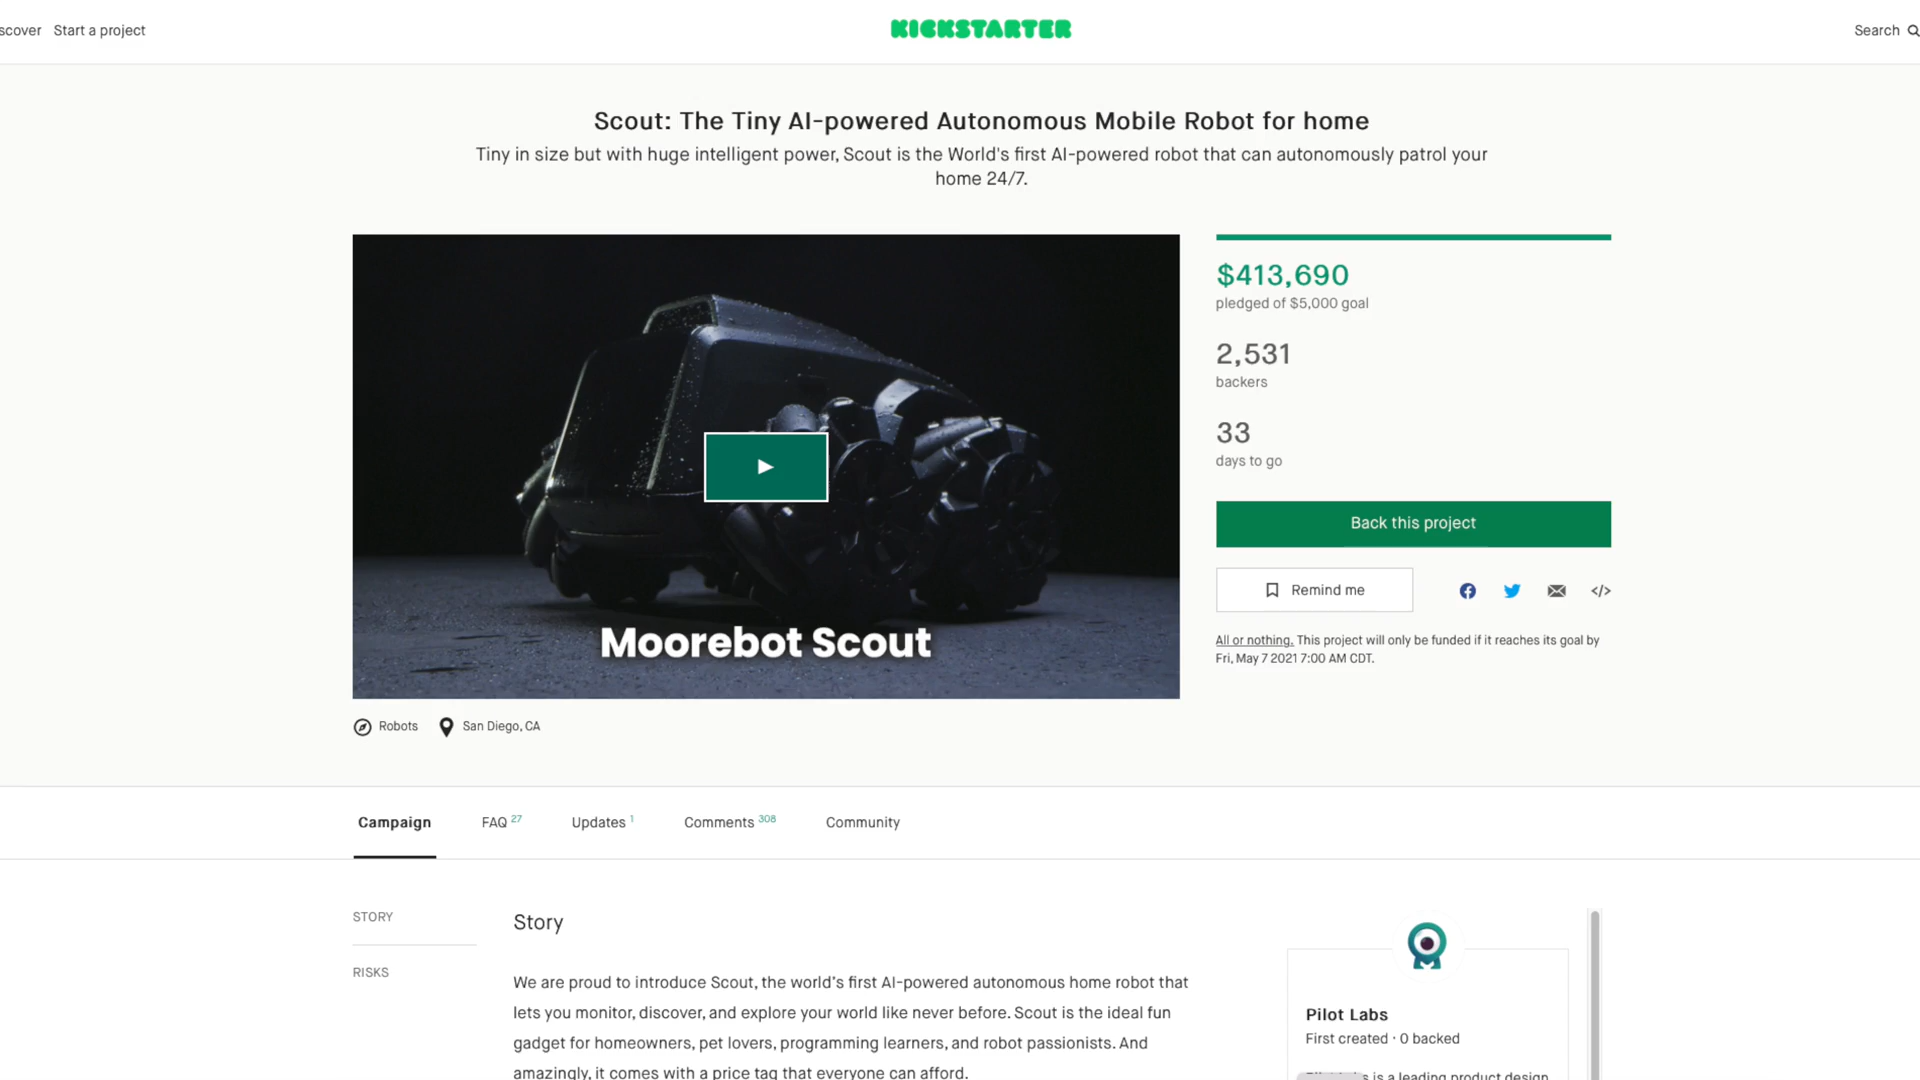 scover Start a project
KICKSTARTER
Search
Scout: The Tiny AI-powered Autonomous Mobile Robot for home
Tiny in size but with huge intelligent power, Scout is the World's first AI-powered robot that can autonomously patrol your
home 24/7.
$413,690
pledged of $5,000 goal
2,531
backers
33
days to go
Back this project
Remind me
All or nothing. This project will only be funded if it reaches its goal by
Fri, May 7 2021 7:00 AM CDT.
Moorebot Scout
Robots San Diego, CA
Campaign FAQ 27 Updates 1 Comments 308 Community
STORY
RISKS
Story
We are proud to introduce Scout, the world's first AI-powered autonomous home robot that
lets you monitor, discover, and explore your world like never before. Scout is the ideal fun
gadget for homeowners, pet lovers, programming learners, and robot passionists. And
amazingly, it comes with a price tag that everyone can afford.
Pilot Labs
First created · 0 backed
is a leading product design